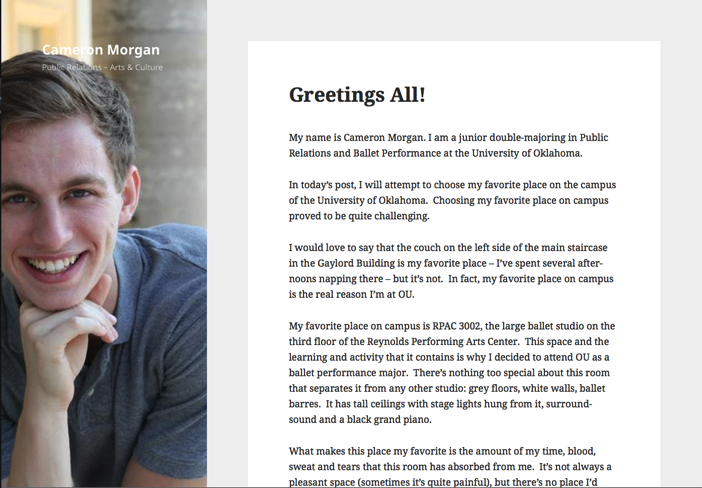 Cameron Morgan
Public Relations – Arts & Culture
Greetings All!
My name is Cameron Morgan. I am a junior double-majoring in Public
Relations and Ballet Performance at the University of Oklahoma.
In today’s post, I will attempt to choose my favorite place on the campus
of the University of Oklahoma.  Choosing my favorite place on campus
proved to be quite challenging.
I would love to say that the couch on the left side of the main staircase
in the Gaylord Building is my favorite place – I’ve spent several after-
noons napping there – but it’s not.  In fact, my favorite place on campus
is the real reason I’m at OU.
My favorite place on campus is RPAC 3002, the large ballet studio on the
third floor of the Reynolds Performing Arts Center.  This space and the
learning and activity that it contains is why I decided to attend OU as a
ballet performance major.  There’s nothing too special about this room
that separates it from any other studio: grey floors, white walls, ballet
barres.  It has tall ceilings with stage lights hung from it, surround-
sound and a black grand piano.
What makes this place my favorite is the amount of my time, blood,
sweat and tears that this room has absorbed from me.  It’s not always a
pleasant space (sometimes it’s quite painful), but there’s no place I’d